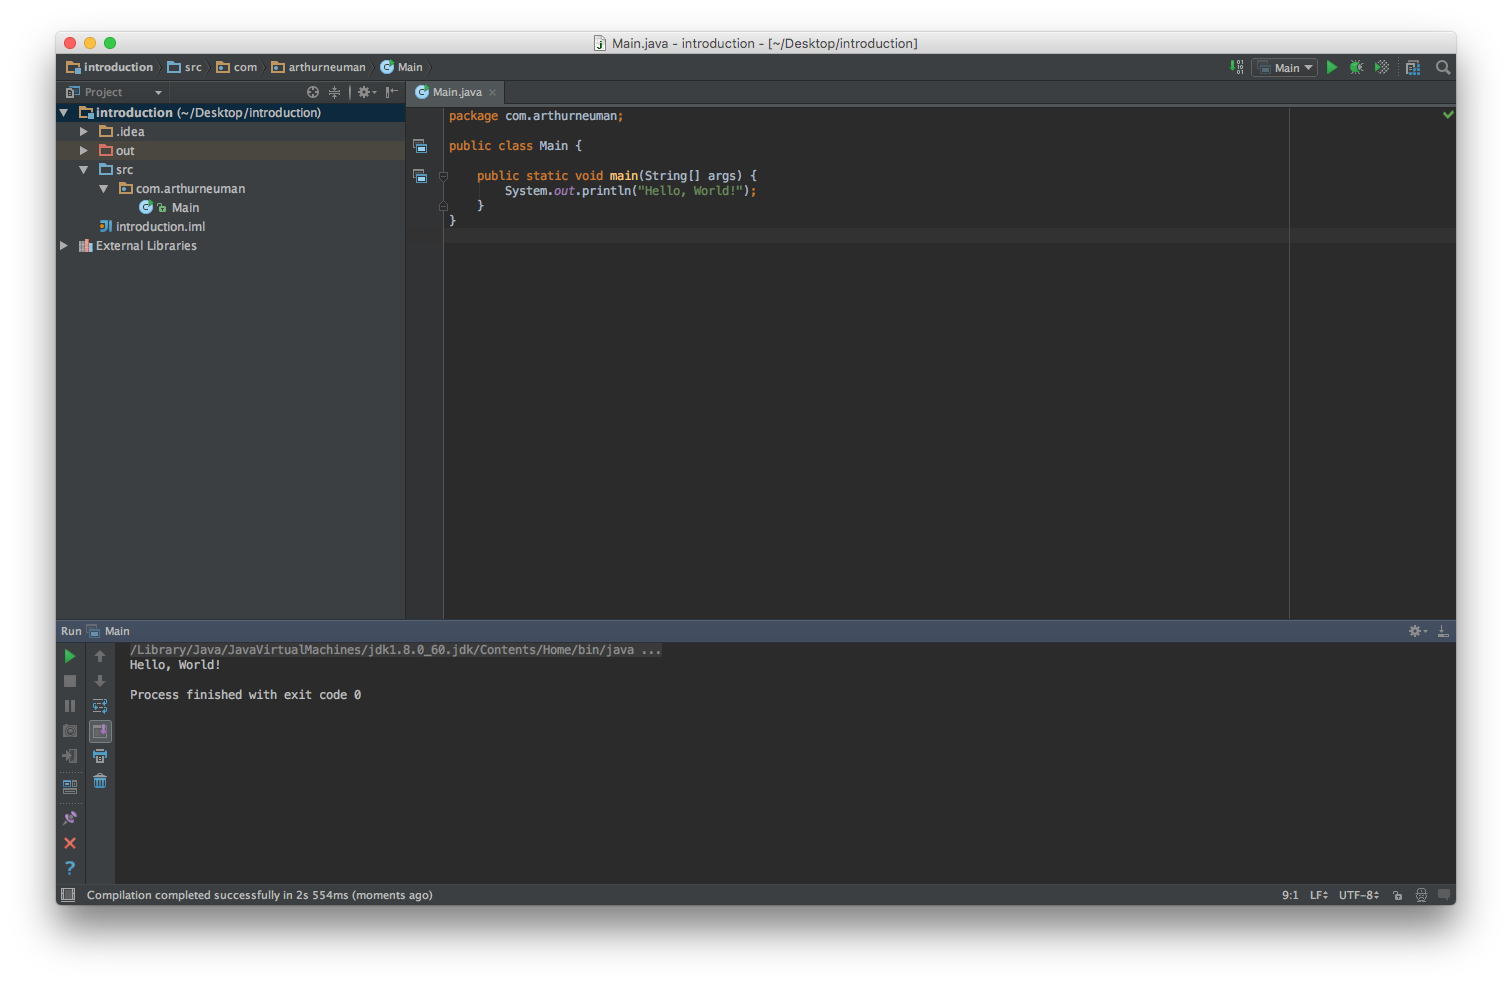 Main.java - introduction - [~/Desktop/introduction]
introduction src com arthurneuman Main
Main
Project
Main.java
introduction (~/Desktop/introduction)
.idea
out
src
com.arthurneuman
Main
introduction.iml
External Libraries
package com.arthurneuman;
public class Main {
public static void main(String[] args) {
System.out.println("Hello, World!");
}
}
Run Main
/Library/Java/JavaVirtualMachines/jdk1.8.0_60.jdk/Contents/Home/bin/java ...
Hello, World!
Process finished with exit code 0
Compilation completed successfully in 2s 554ms (moments ago)
9:1 LF UTF-8